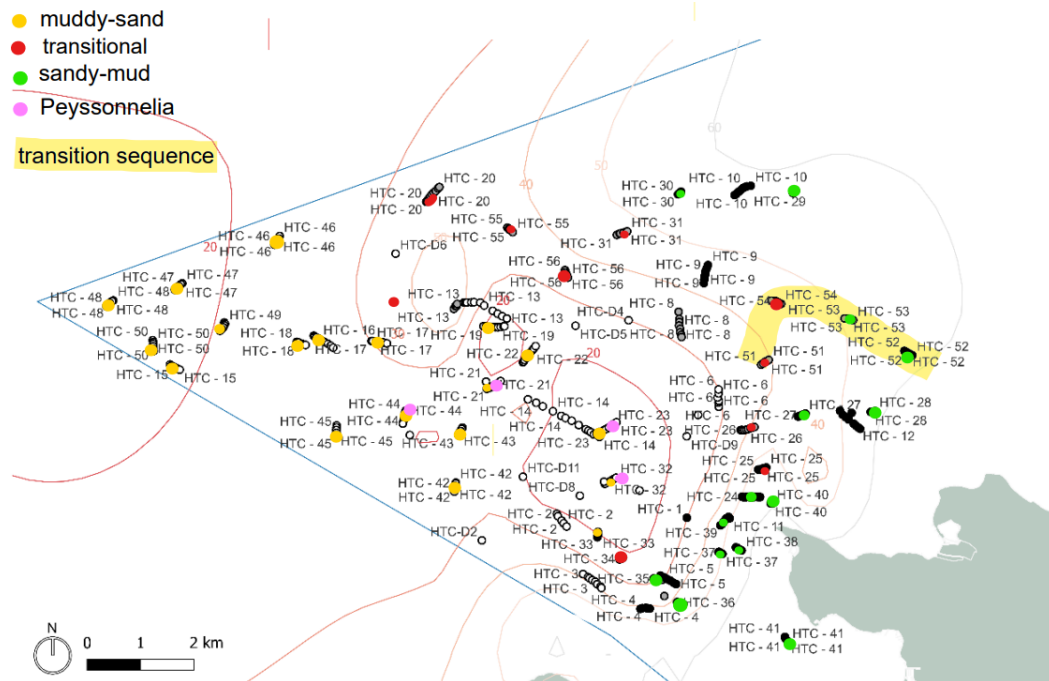 muddy-sand
transitional
sandy-mud
Peyssonnelia
transition sequence
60
50
40
HTC - 20
HTC - 20
HTC - 20
HTC - 20
HTC - 30
HTC - 30
HTC - 10
HTC - 10
HTC - 10
HTC - 29
HTC - 55
HTC - 55
HTC - 55
HTC - 31
HTC - 31
HTC - 31
HTC - 46
HTC - 46
HTC - 46
HTC - 46
20
HTC-D6
HTC - 56
HTC - 56
HTC - 56
HTC - 56
HTC - 9
HTC - 9
HTC - 9
HTC - 47
HTC - 47
HTC - 47
HTC - 48
HTC - 48
HTC - 48
HTC - 13
HTC - 13
HTC - 13
20
HTC - 54
HTC - 54
HTC - 53
HTC - 53
HTC - 53
HTC - 53
HTC - 8
HTC - 8
HTC - 8
HTC-D4
HTC-D5
HTC - 49
HTC - 50
HTC - 50
HTC - 50
HTC - 50
HTC - 18
HTC - 18
HTC - 16
HTC - 17
HTC - 17
HTC - 17
HTC - 19
HTC - 19
HTC - 22
HTC - 22
20
HTC - 52
HTC - 52
HTC - 52
HTC - 51
HTC - 51
HTC - 51
HTC - 15
HTC - 15
HTC - 21
HTC - 21
HTC - 21
HTC - 6
HTC - 6
HTC - 6
HTC - 6
HTC - 44
HTC - 44
HTC - 44
HTC - 14
HTC - 14
HTC - 14
HTC - 14
HTC - 23
HTC - 23
HTC - 23
HTC - 27
HTC - 27
HTC - 28
HTC - 28
HTC - 12
HTC - 26
HTC - 26
HTC-D9
40
HTC - 45
HTC - 45
HTC - 45
HTC - 43
HTC - 43
HTC - 25
HTC - 25
HTC - 25
HTC - 42
HTC - 42
HTC - 42
HTC-D11
HTC-D8
HTC - 32
HTC - 32
HTC - 24
HTC - 40
HTC - 40
HTC - 1
HTC - 2
HTC - 2
HTC - 2
HTC - 11
HTC - 39
HTC - 38
HTC-D2
HTC - 33
HTC - 33
HTC - 34
HTC - 37
HTC - 37
HTC - 3
HTC - 3
HTC - 35
HTC - 5
HTC - 5
HTC - 4
HTC - 4
HTC - 4
HTC - 36
HTC - 41
HTC - 41
HTC - 41
HTC - 41
N
0 1 2 km